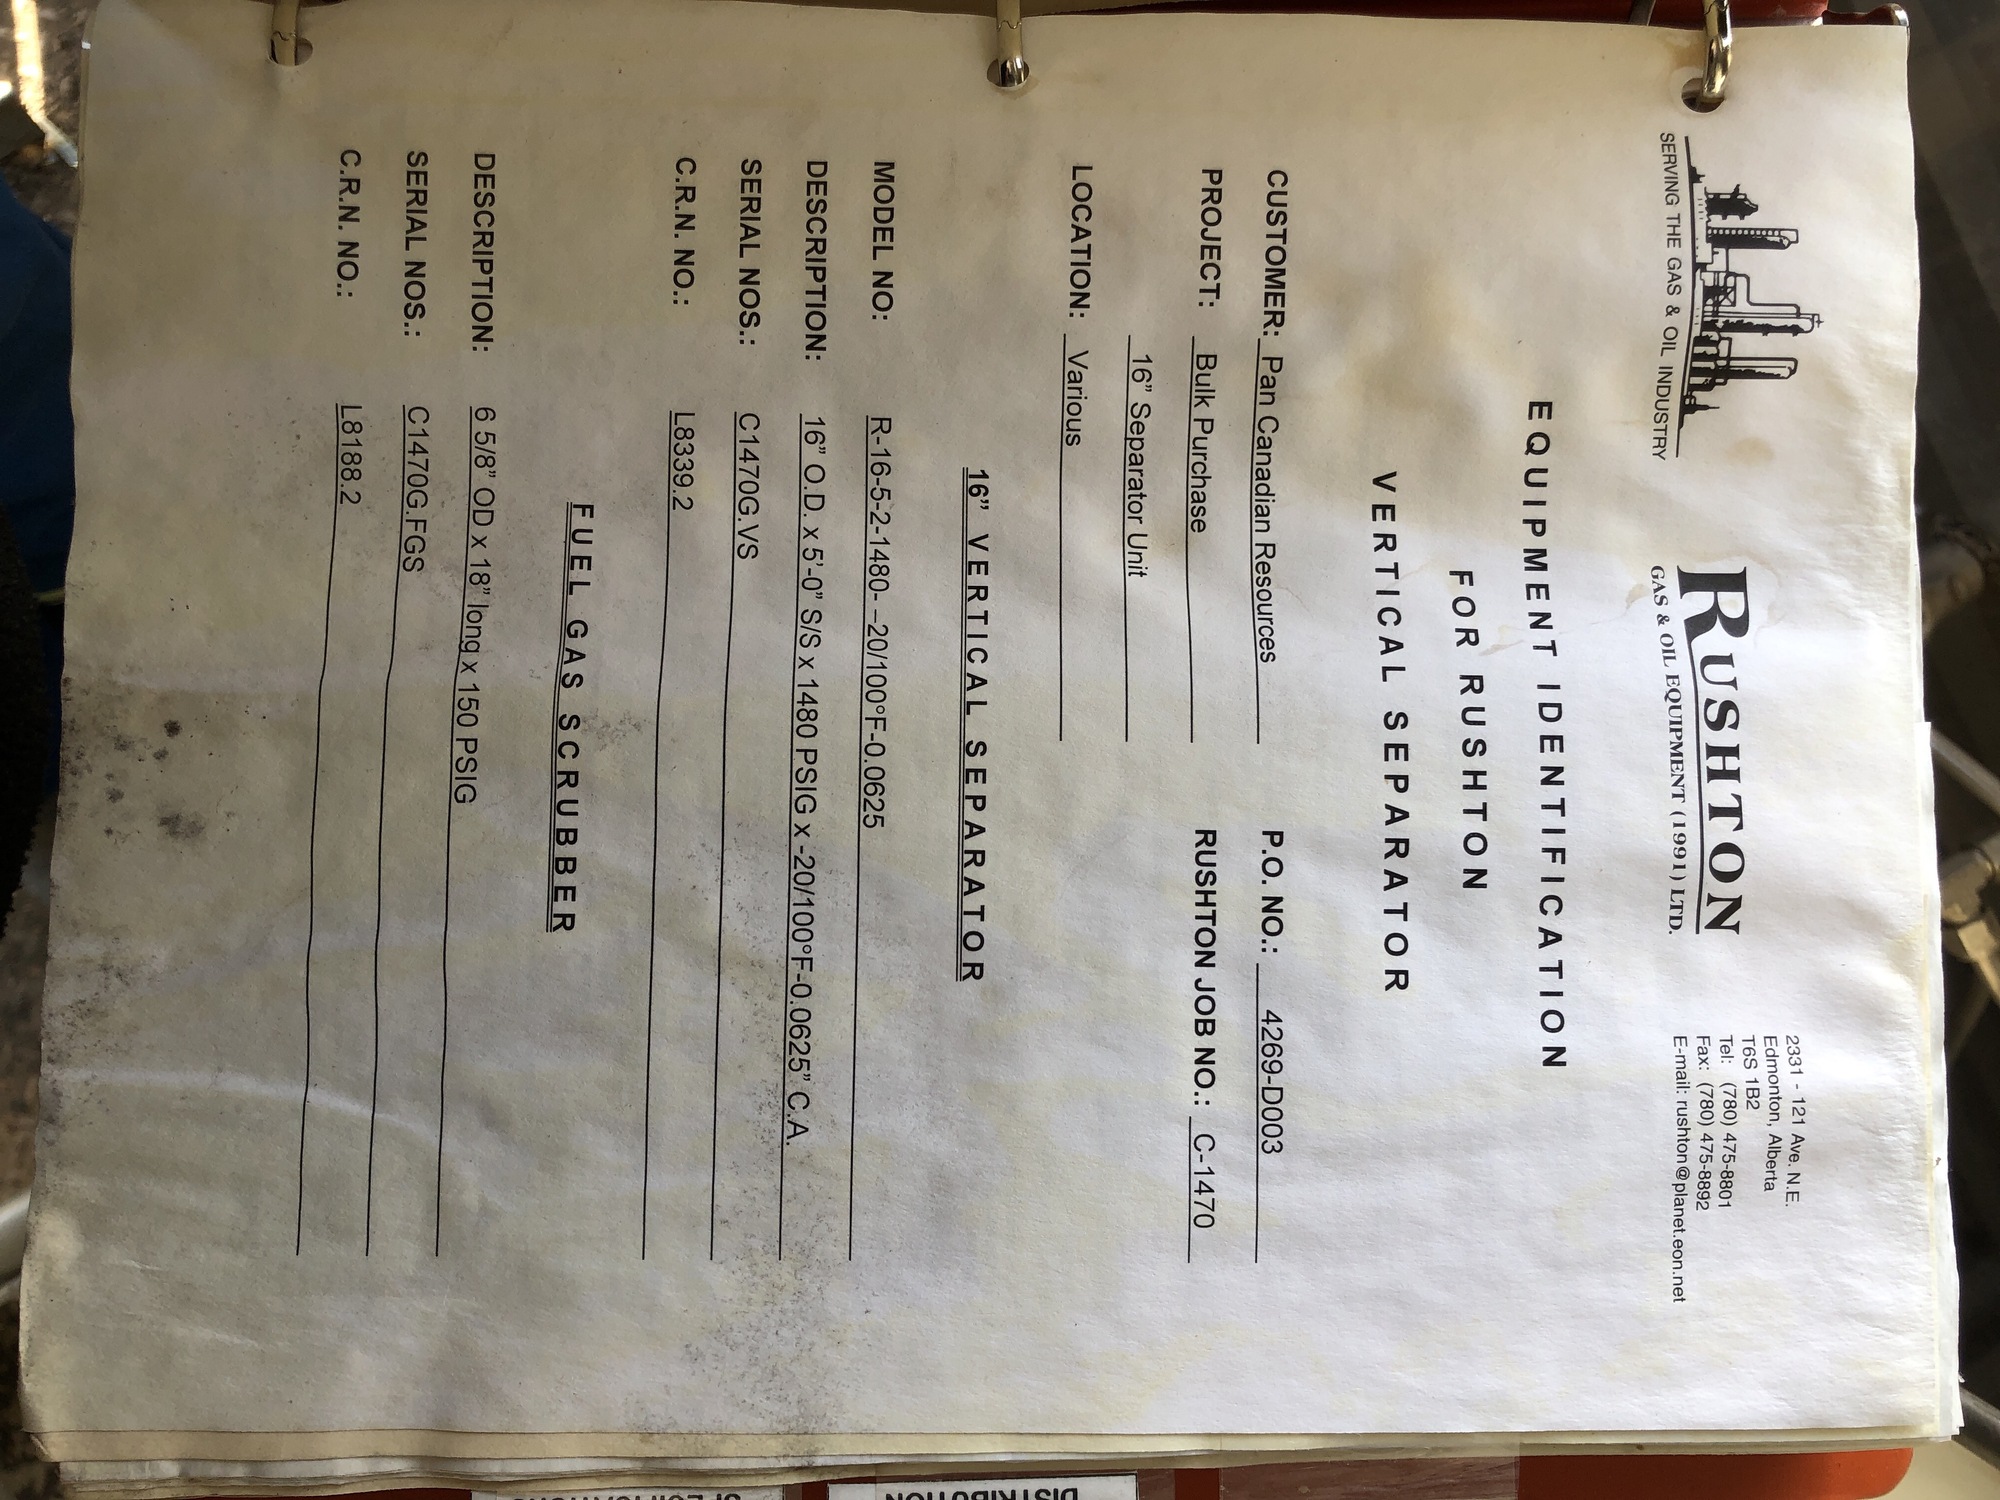 SERVING THE GAS & OIL INDUSTRY
RUSHTON
GAS & OIL EQUIPMENT (1991) LTD.
2331 - 121 Ave. N.E.
Edmonton, Alberta
T6S 1B2
Tel: (780) 475-8801
Fax: (780) 475-8892
E-mail: rushton@planet.eon.net
EQUIPMENT IDENTIFICATION
FOR RUSHTON
VERTICAL SEPARATOR
CUSTOMER: Pan Canadian Resources P.O. NO.: 4269-D003
PROJECT: Bulk Purchase RUSHTON JOB NO.: C-1470
16” Separator Unit
LOCATION: Various
16” VERTICAL SEPARATOR
MODEL NO: R-16-5-2-1480- –20/100°F-0.0625
DESCRIPTION: 16” O.D. x 5’-0” S/S x 1480 PSIG x -20/100°F-0.0625” C.A.
SERIAL NOS.: C1470G.VS
C.R.N. NO.: L8339.2
FUEL GAS SCRUBBER
DESCRIPTION: 6 5/8” OD x 18” long x 150 PSIG
SERIAL NOS.: C1470G.FGS
C.R.N. NO.: L8188.2
DISTRIBUTION